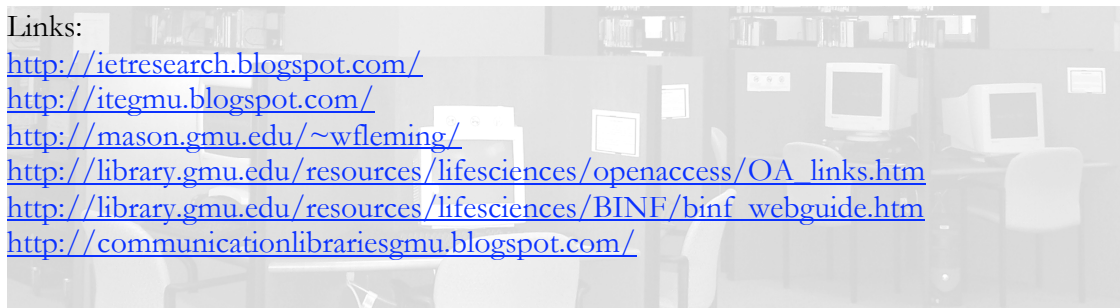 Links:
http://ietresearch.blogspot.com/
http://itegmu.blogspot.com/
http://mason.gmu.edu/~wfleming/
http://library.gmu.edu/resources/lifesciences/openaccess/OA_links.htm
http://library.gmu.edu/resources/lifesciences/BINF/binf_webguide.htm
http://communicationlibrariesgmu.blogspot.com/